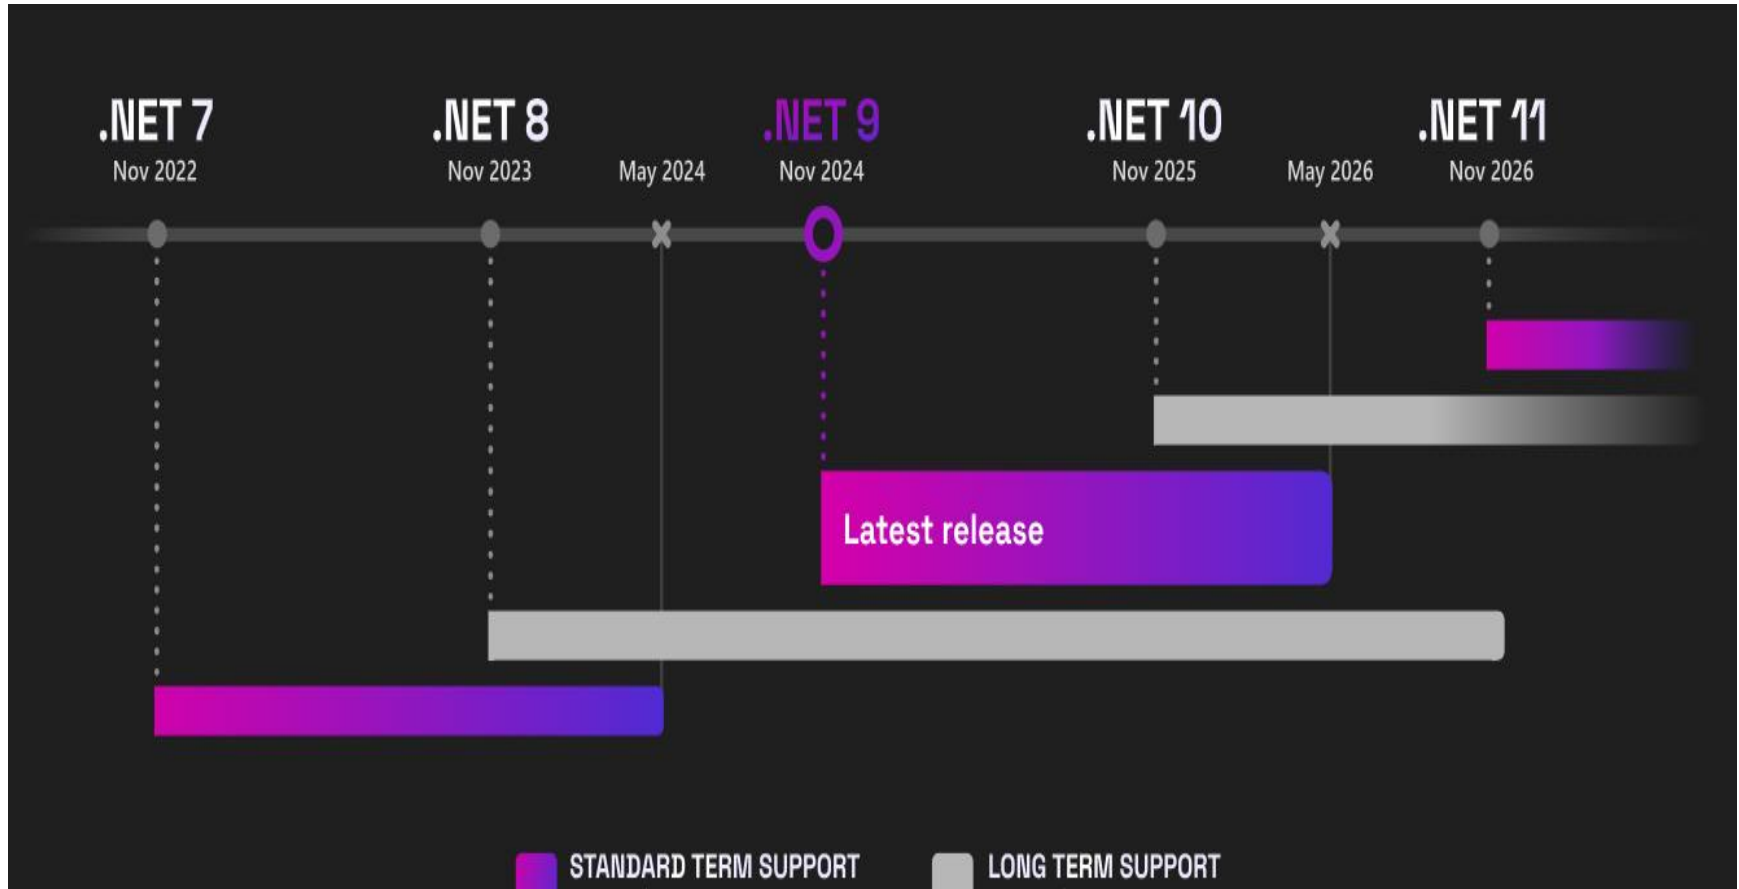 .NET 7
.NET 8
.NET 9
.NET 10
.NET 11
Nov 2022
Nov 2023
May 2024
Nov 2024
Nov 2025
May 2026
Nov 2026
Latest release
STANDARD TERM SUPPORT
LONG TERM SUPPORT